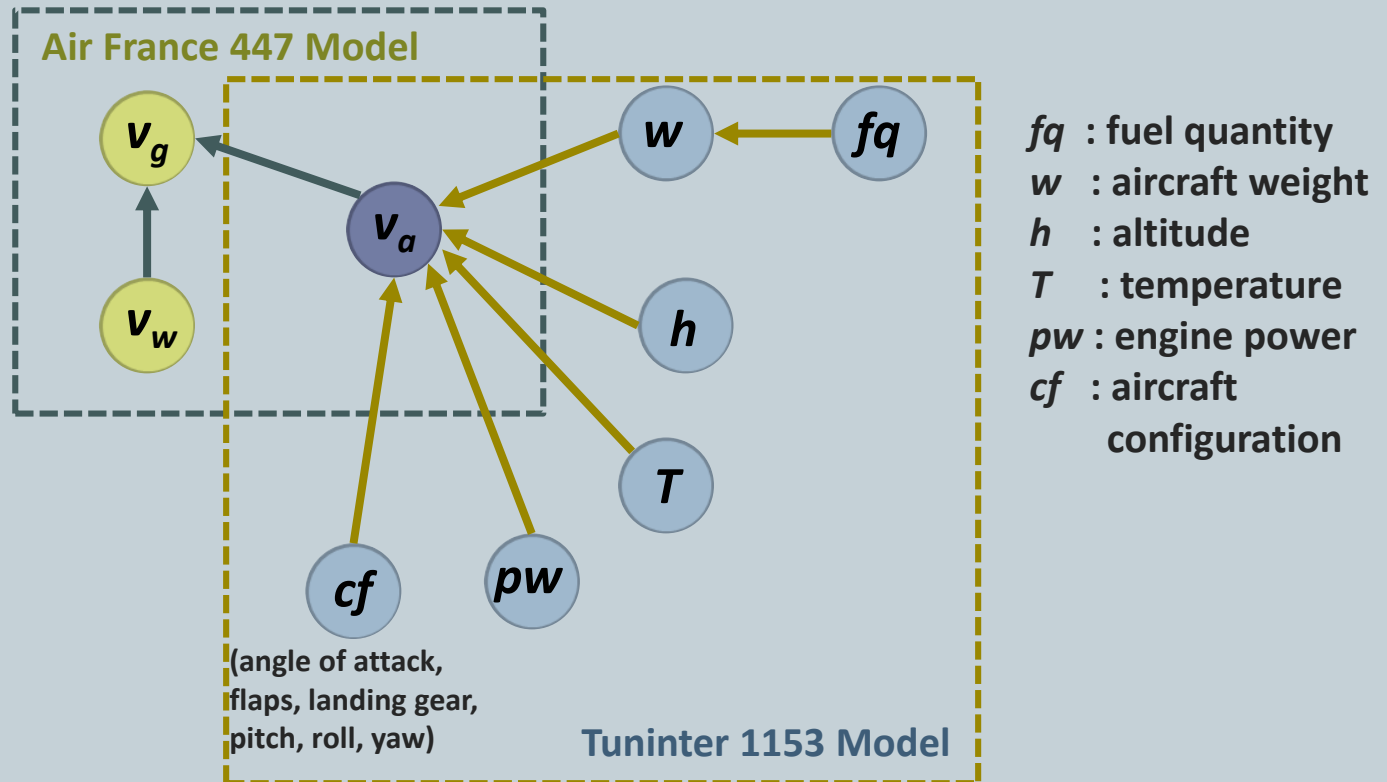 Air France 447 Model
v_g
w
fq
v_a
v_w
h
T
cf
pw
(angle of attack,
flaps, landing gear,
pitch, roll, yaw)
Tuninter 1153 Model
fq : fuel quantity
w : aircraft weight
h : altitude
T : temperature
pw : engine power
cf : aircraft
configuration